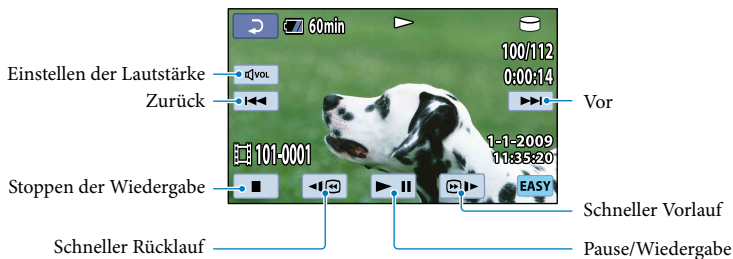 60min
100/112
Einstellen der Lautstärke
VOL
0:00:14
Zurück
Vor
1-1-2009
101-0001
11:35:20
Stoppen der Wiedergabe
EASY
Schneller Vorlauf
Schneller Rücklauf
Pause/Wiedergabe